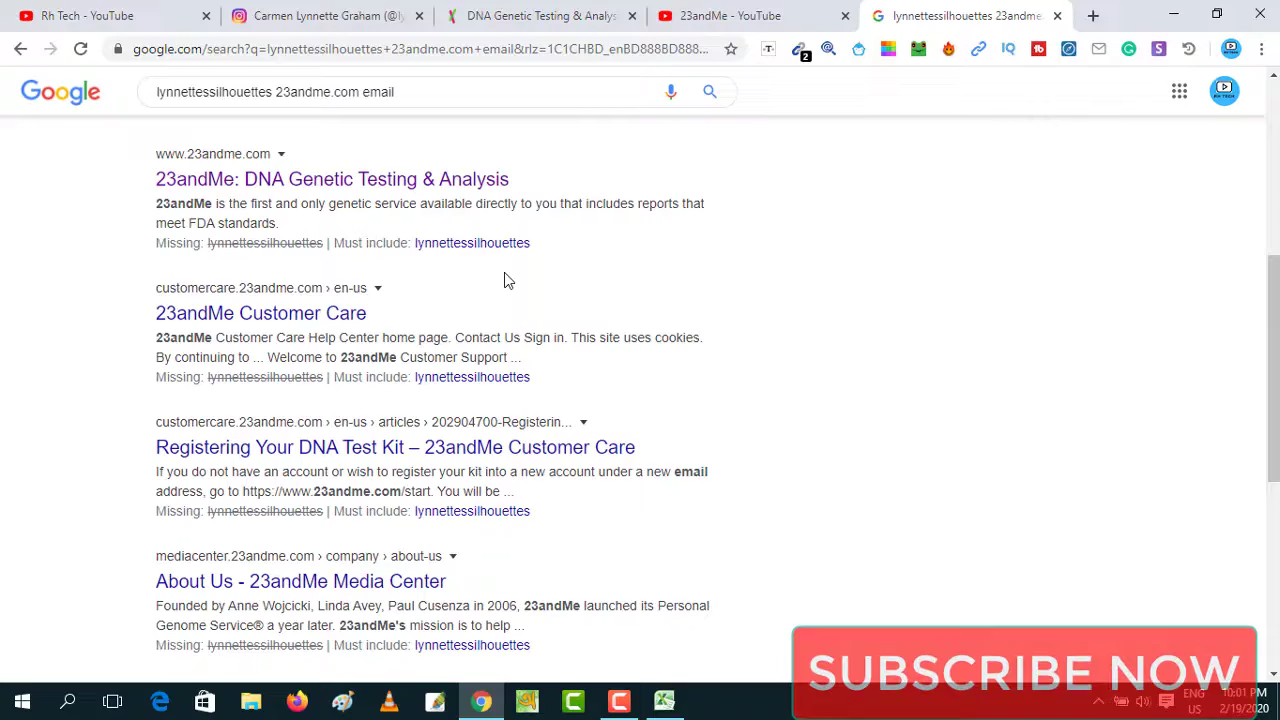 Rh Tech - YouTube
Carmen Lynnette Graham (@l
DNA Genetic Testing & Analys
23andMe - YouTube
lynnettessilhouettes 23andme.
google.com/search?q=lynnettessilhouettes+23andme.com+email&rlz=1C1CHBD_enBD888BD888...
2
Google
lynnettessilhouettes 23andme.com email
www.23andme.com
23andMe: DNA Genetic Testing & Analysis
23andMe is the first and only genetic service available directly to you that includes reports that
meet FDA standards.
Missing: lynnettessilhouettes | Must include: lynnettessilhouettes
customercare.23andme.com › en-us
23andMe Customer Care
23andMe Customer Care Help Center home page. Contact Us Sign in. This site uses cookies.
By continuing to ... Welcome to 23andMe Customer Support ...
Missing: lynnettessilhouettes | Must include: lynnettessilhouettes
customercare.23andme.com › en-us › articles › 202904700-Registerin...
Registering Your DNA Test Kit – 23andMe Customer Care
If you do not have an account or wish to register your kit into a new account under a new email
address, go to https://www.23andme.com/start. You will be ...
Missing: lynnettessilhouettes | Must include: lynnettessilhouettes
mediacenter.23andme.com › company › about-us
About Us - 23andMe Media Center
Founded by Anne Wojcicki, Linda Avey, Paul Cusenza in 2006, 23andMe launched its Personal
Genome Service® a year later. 23andMe's mission is to help ...
Missing: lynnettessilhouettes | Must include: lynnettessilhouettes
SUBSCRIBE NOW
ENG
US
10:01 PM
2/19/2020